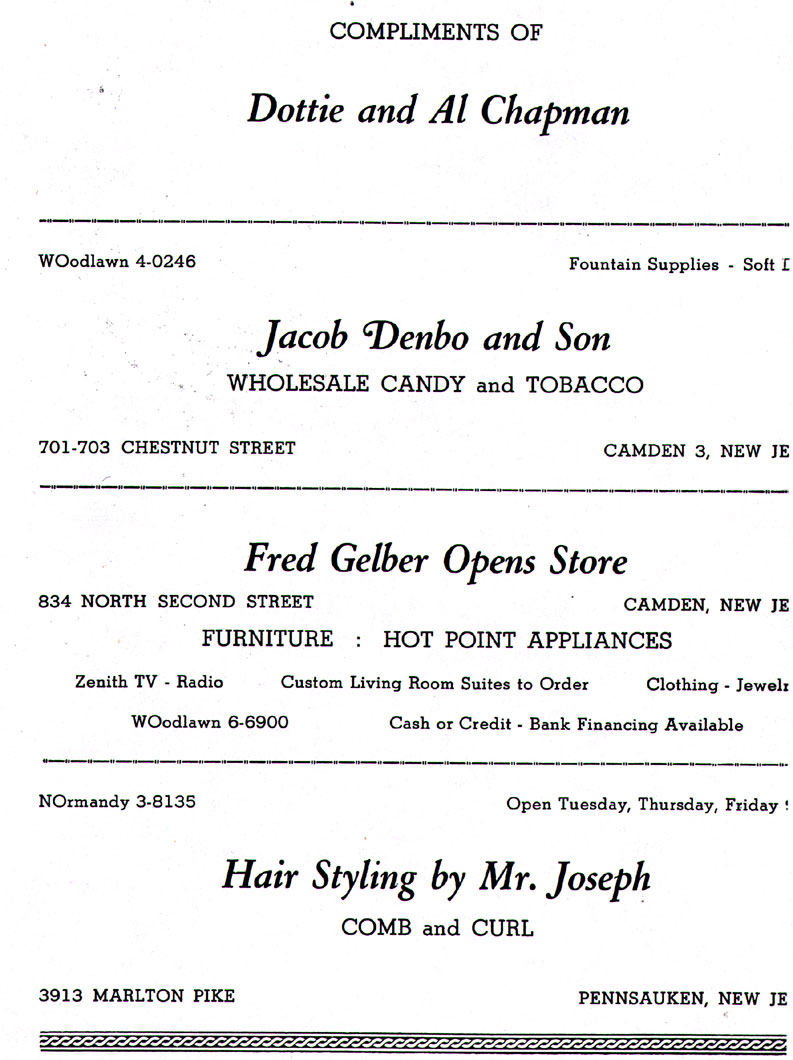 COMPLIMENTS OF
Dottie and Al Chapman
WOodlawn 4-0246 Fountain Supplies - Soft
Jacob Denbo and Son
WHOLESALE CANDY and TOBACCO
701-703 CHESTNUT STREET CAMDEN 3, NEW JE
Fred Gelber Opens Store
834 NORTH SECOND STREET CAMDEN, NEW JE
FURNITURE : HOT POINT APPLIANCES
Zenith TV - Radio Custom Living Room Suites to Order Clothing - Jewelr
WOodlawn 6-6900 Cash or Credit - Bank Financing Available
NOrmandy 3-8135 Open Tuesday, Thursday, Friday
Hair Styling by Mr. Joseph
COMB and CURL
3913 MARLTON PIKE PENNSAUKEN, NEW JE